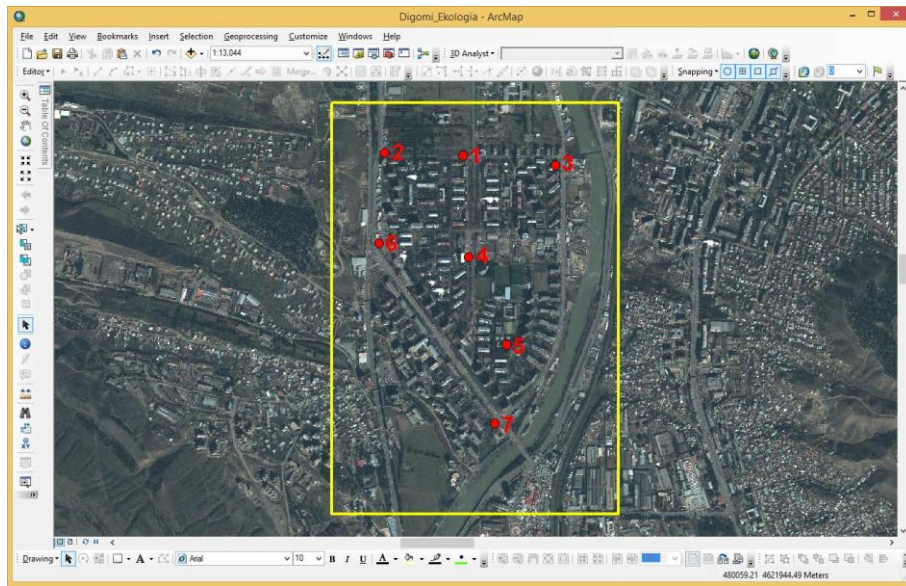 Digomi_Ekologia - ArcMap
File Edit View Bookmarks Insert Selection Geoprocessing Customize Windows Help
1:13,044 3D Analyst
Editor Merge... Snapping
Table Of Contents
2 1 3
6 4
5
7
Drawing A Arial 10 B I U A
480059.21 4621944.49 Meters